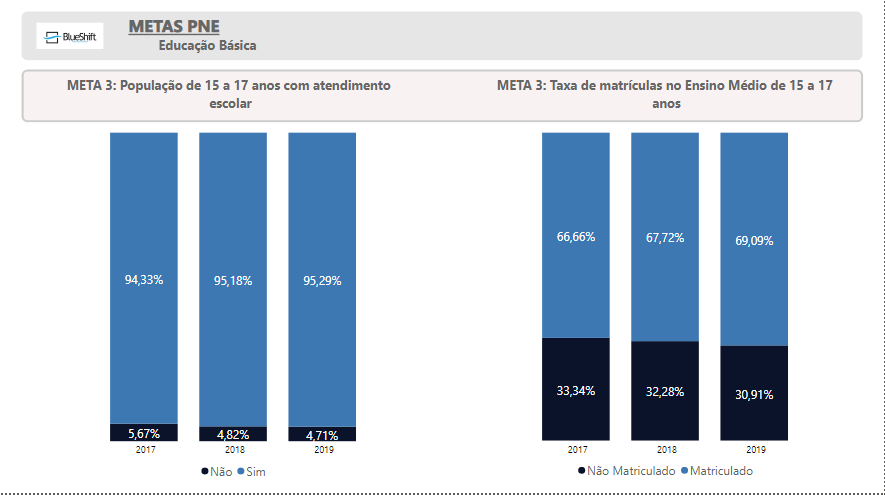 BlueShift
METAS PNE
Educação Básica
META 3: População de 15 a 17 anos com atendimento
escolar
94,33%
95,18%
95,29%
5,67%
4,82%
4,71%
2017
2018
2019
Não
Sim
META 3: Taxa de matrículas no Ensino Médio de 15 a 17
anos
66,66%
67,72%
69,09%
33,34%
32,28%
30,91%
2017
2018
2019
Não Matriculado
Matriculado